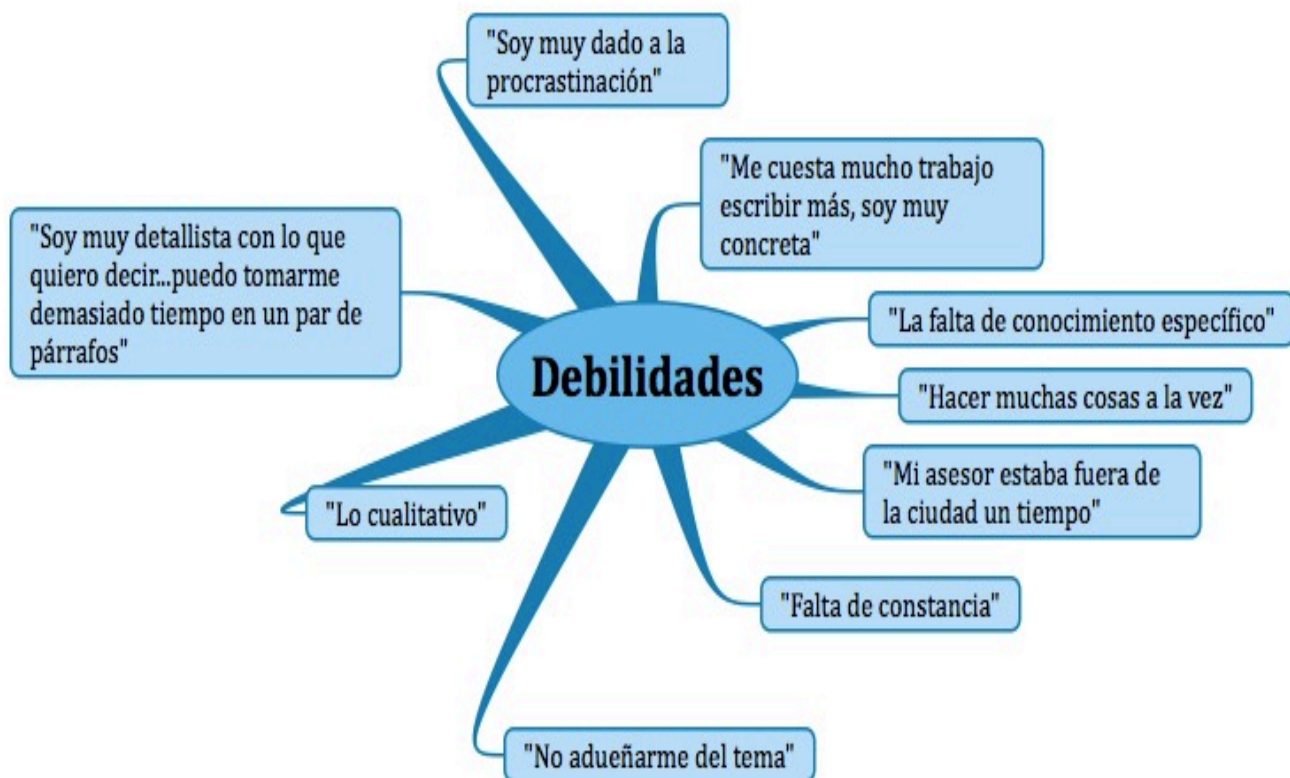 "Soy muy dado a la
procrastinación"
"Me cuesta mucho trabajo
escribir más, soy muy
concreta"
"Soy muy detallista con lo que
quiero decir...puedo tomarme
demasiado tiempo en un par de
párrafos"
"La falta de conocimiento específico"
Debilidades
"Hacer muchas cosas a la vez"
"Mi asesor estaba fuera de
la ciudad un tiempo"
"Lo cualitativo"
"Falta de constancia"
"No adueñarme del tema"